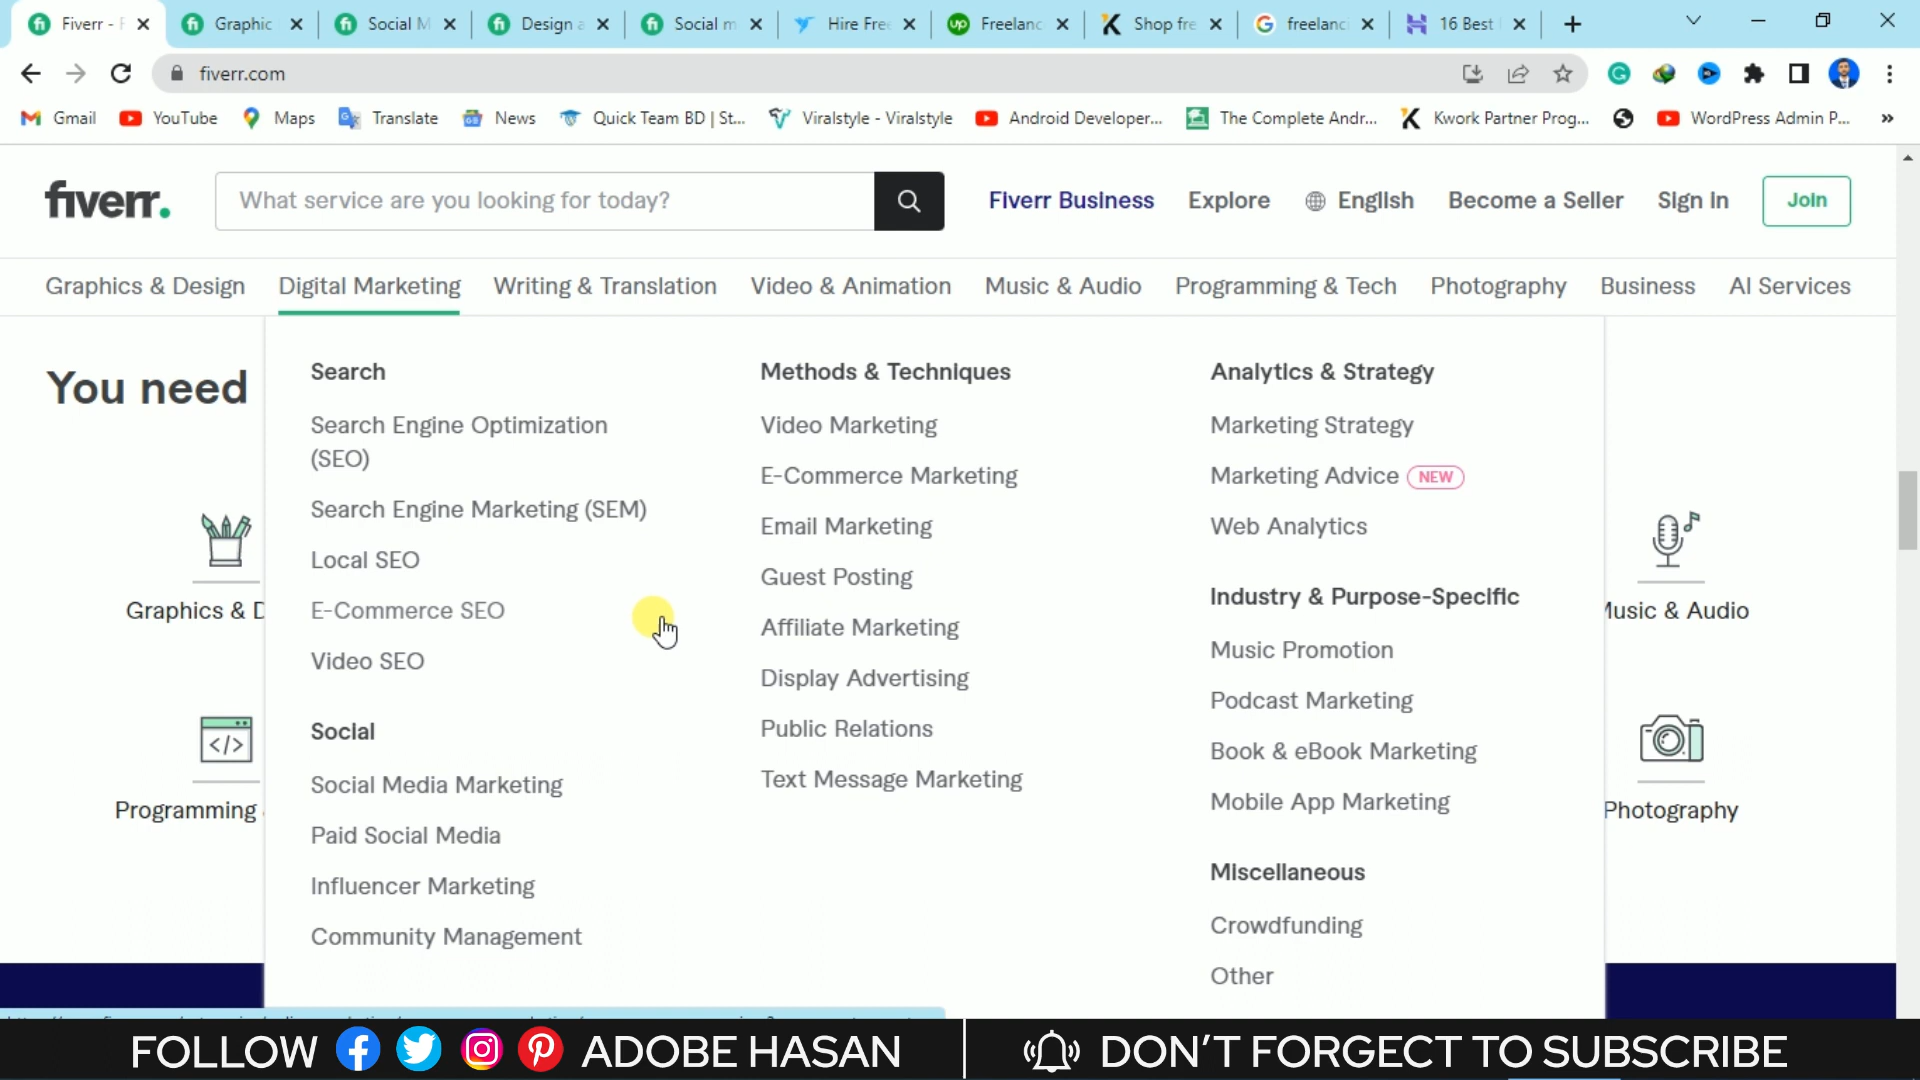 Fiverr - F
Graphic
Social M
Design a
Social m
Hire Free
Freelanc
Shop fre
freelanci
16 Best
fiverr.com
Gmail
YouTube
Maps
Translate
News
Quick Team BD | St...
Viralstyle - Viralstyle
Android Developer...
The Complete Andr...
Kwork Partner Prog...
WordPress Admin P...
»
fiverr.
What service are you looking for today?
Fiverr Business
Explore
English
Become a Seller
Sign In
Join
Graphics & Design
Digital Marketing
Writing & Translation
Video & Animation
Music & Audio
Programming & Tech
Photography
Business
AI Services
You need
Graphics & D
Programming
Search
Search Engine Optimization
(SEO)
Search Engine Marketing (SEM)
Local SEO
E-Commerce SEO
Video SEO
Social
Social Media Marketing
Paid Social Media
Influencer Marketing
Community Management
Methods & Techniques
Video Marketing
E-Commerce Marketing
Email Marketing
Guest Posting
Affiliate Marketing
Display Advertising
Public Relations
Text Message Marketing
Analytics & Strategy
Marketing Strategy
Marketing Advice NEW
Web Analytics
Industry & Purpose-Specific
Music Promotion
Podcast Marketing
Book & eBook Marketing
Mobile App Marketing
Miscellaneous
Crowdfunding
Other
Music & Audio
Photography
FOLLOW ADOBE HASAN
DON'T FORGECT TO SUBSCRIBE